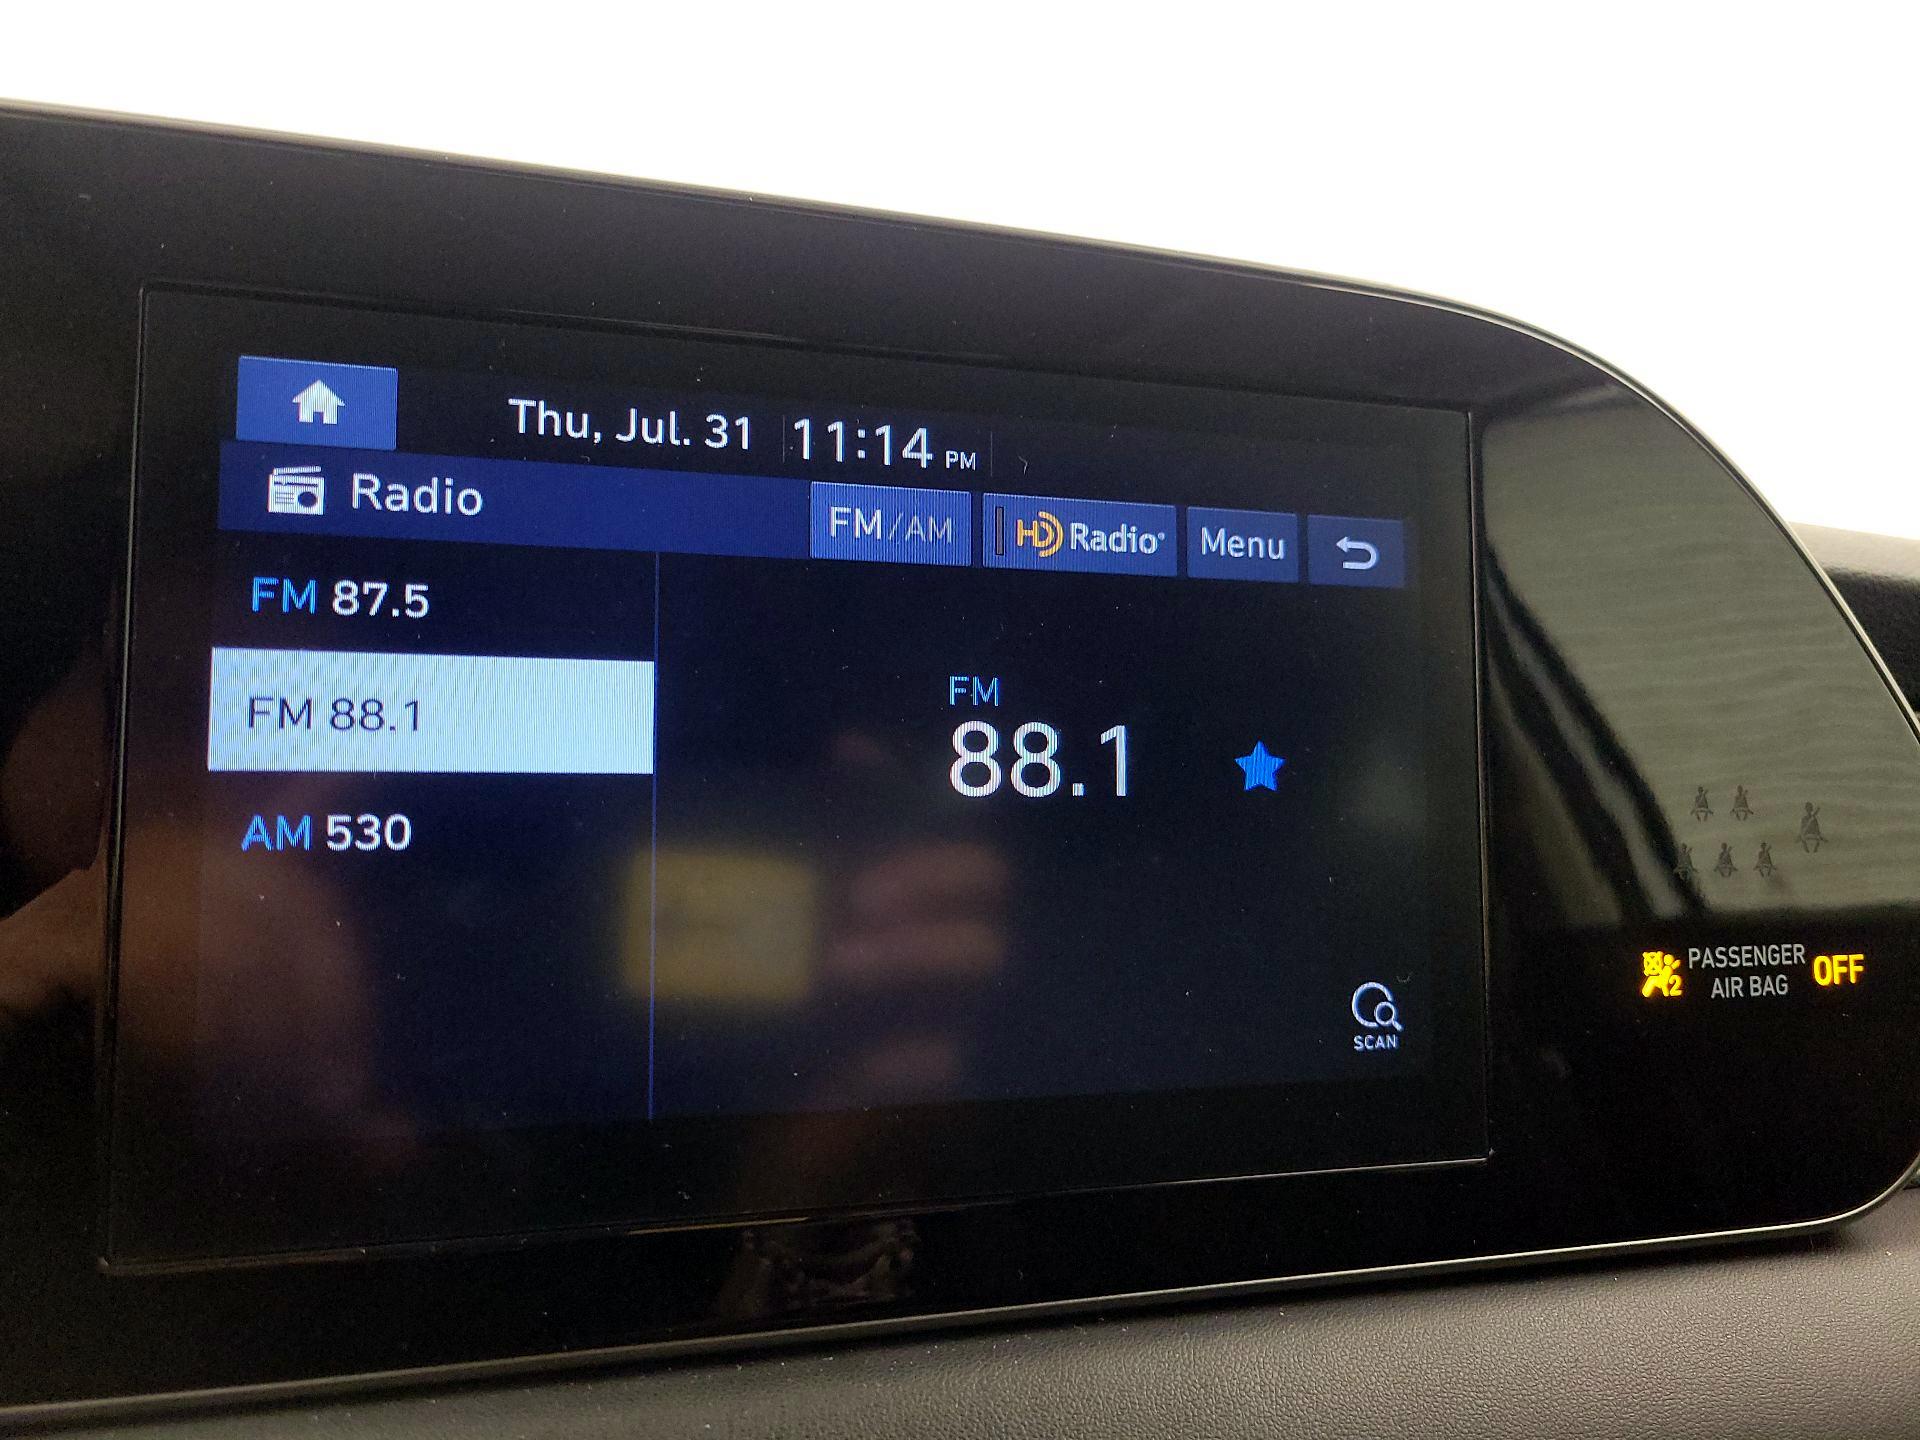 Thu, Jul. 31 11:14 PM
Radio FM/AM HD Radio® Menu
FM 87.5
FM 88.1
AM 530
FM
88.1
SCAN
2 PASSENGER AIR BAG OFF